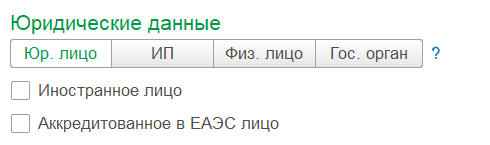 Юридические данные
Юр. лицо ИП Физ. лицо Гос. орган ?
Иностранное лицо
Аккредитованное в ЕАЭС лицо